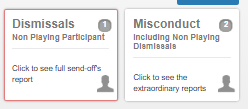 Dismissals 1
Non Playing Participant
Click to see full send-off's
report
Misconduct 2
Including Non Playing
Dismissals
Click to see the
extraordinary reports